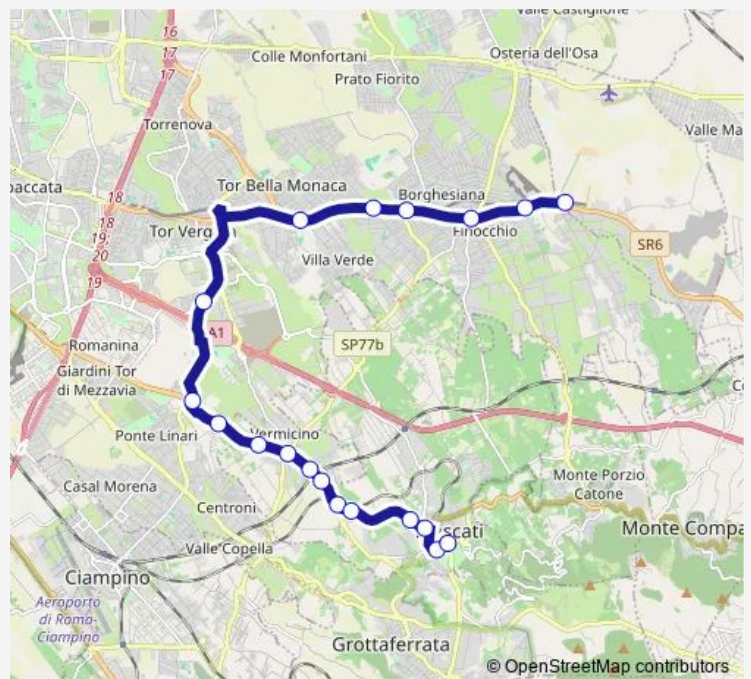 Valle Castiglione
16
17
17
Colle Monfortani
Osteria dell'Osa
Prato Fiorito
Torrenova
Valle Ma
paccata
18
18
19;
20
19
Tor Bella Monaca
Borghesiana
Tor Verg
Finocchio
SR6
Villa Verde
A1
SP77b
Romanina
Giardini Tor
di Mezzavia
Ponte Linari
Vermicino
Casal Morena
Centroni
Monte Porzio
Catone
scati
Monte Compa
Valle Copella
Ciampino
Aeroporto
di Roma-
Ciampino
Grottaferrata
© OpenStreetMap contributors